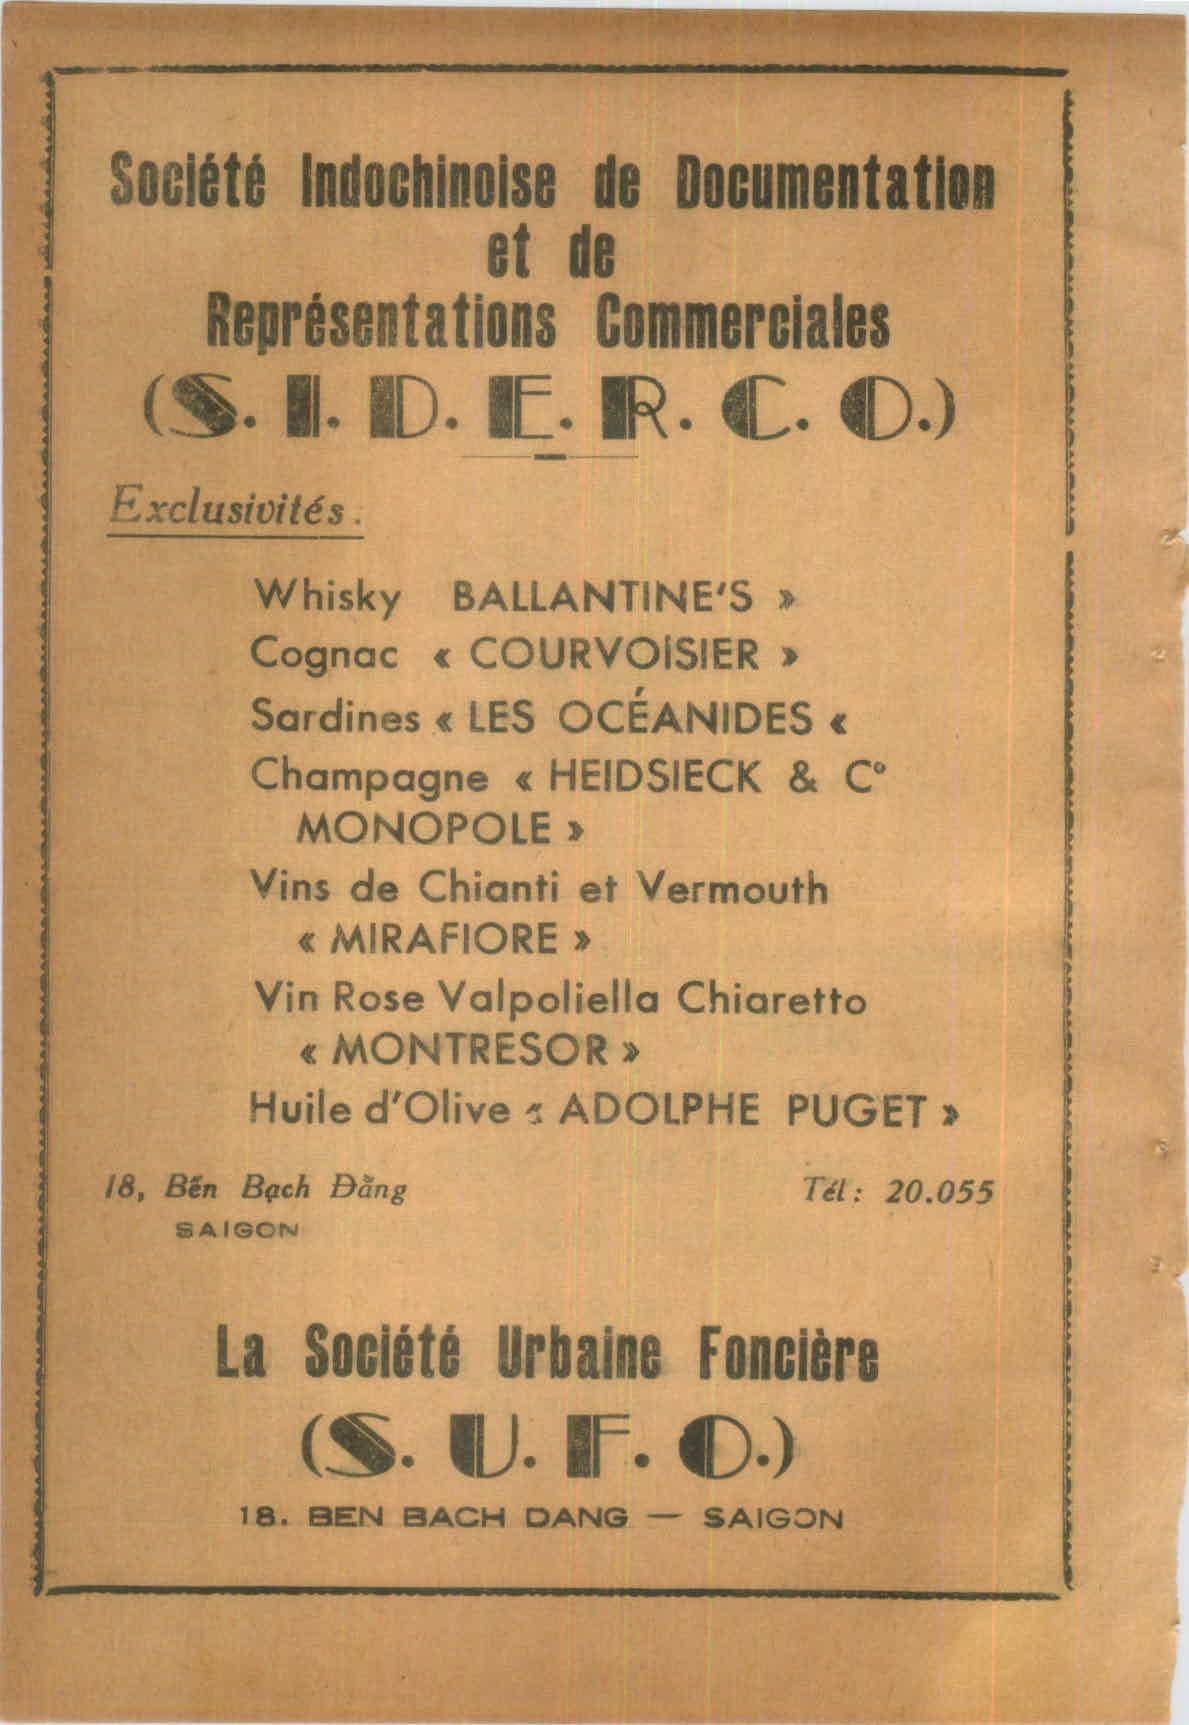 Société Indochinoise de Documentation
et de
Représentations Commerciales
(S. I. D. E. R. C. O.)
Exclusivités :
Whisky BALLANTINE'S »
Cognac « COURVOISIER »
Sardines « LES OCÉANIDES «
Champagne « HEIDSIECK & C°
MONOPOLE »
Vins de Chianti et Vermouth
« MIRAFIORE »
Vin Rose Valpoliella Chiaretto
« MONTRESOR »
Huile d'Olive « ADOLPHE PUGET »
18, Bến Bạch Đằng Tél : 20.055
SAIGON
La Société Urbaine Foncière
(S. U. F. O.)
18. BEN BACH DANG — SAIGON